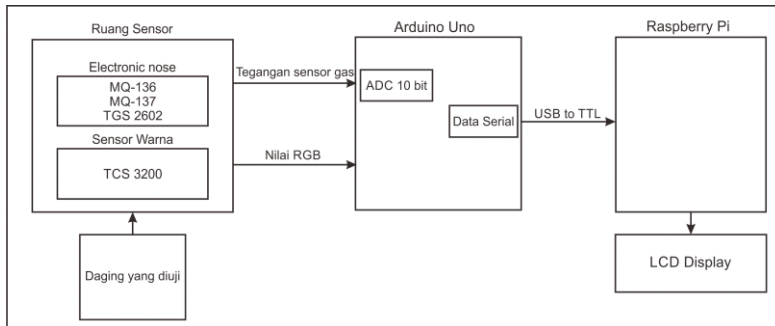 Ruang Sensor
Electronic nose
MQ-136
MQ-137
TGS 2602
Sensor Warna
TCS 3200
Daging yang diuji
Tegangan sensor gas
Nilai RGB
Arduino Uno
ADC 10 bit
Data Serial
USB to TTL
Raspberry Pi
LCD Display